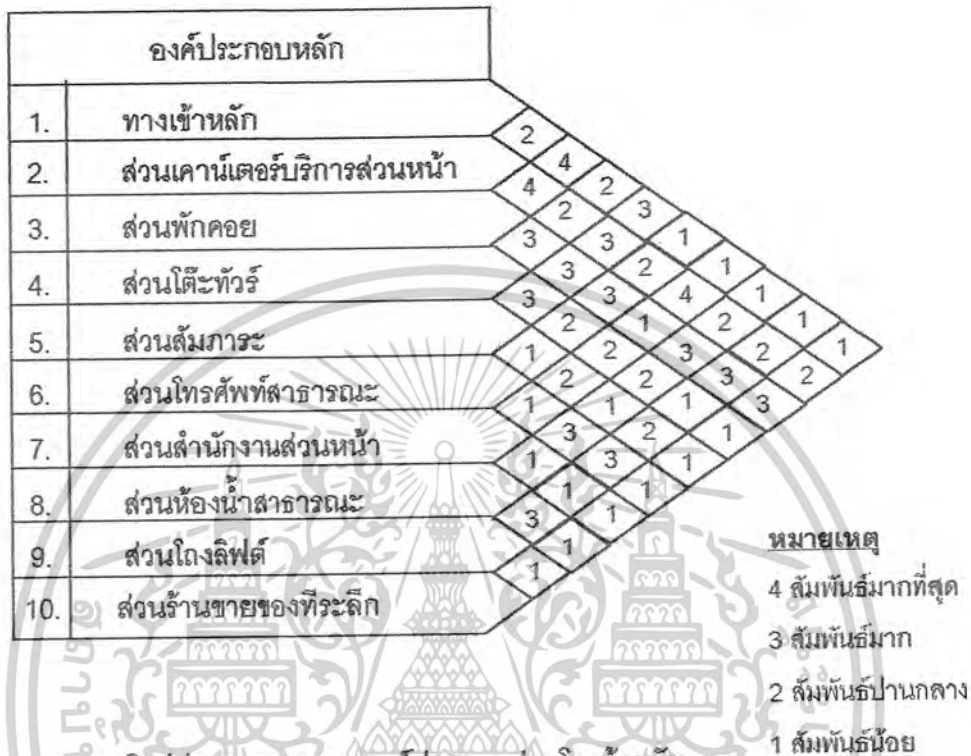 องค์ประกอบหลัก
1. ทางเข้าหลัก
2. ส่วนเคาน์เตอร์บริการส่วนหน้า
3. ส่วนพักคอย
4. ส่วนโต๊ะทัวร์
5. ส่วนสัมภาระ
6. ส่วนโทรศัพท์สาธารณะ
7. ส่วนสำนักงานส่วนหน้า
8. ส่วนห้องน้ำสาธารณะ
9. ส่วนโถงลิฟต์
10. ส่วนร้านขายของที่ระลึก
2 4 2 3 1 1 1 1 1
4 2 3 2 4 2 2 2
3 3 3 1 3 3 3
3 2 2 2 1 1
1 2 1 2 1
1 3 3 1
1 1 1
3 1
1
หมายเหตุ
4 สัมพันธ์มากที่สุด
3 สัมพันธ์มาก
2 สัมพันธ์ปานกลาง
1 สัมพันธ์น้อย